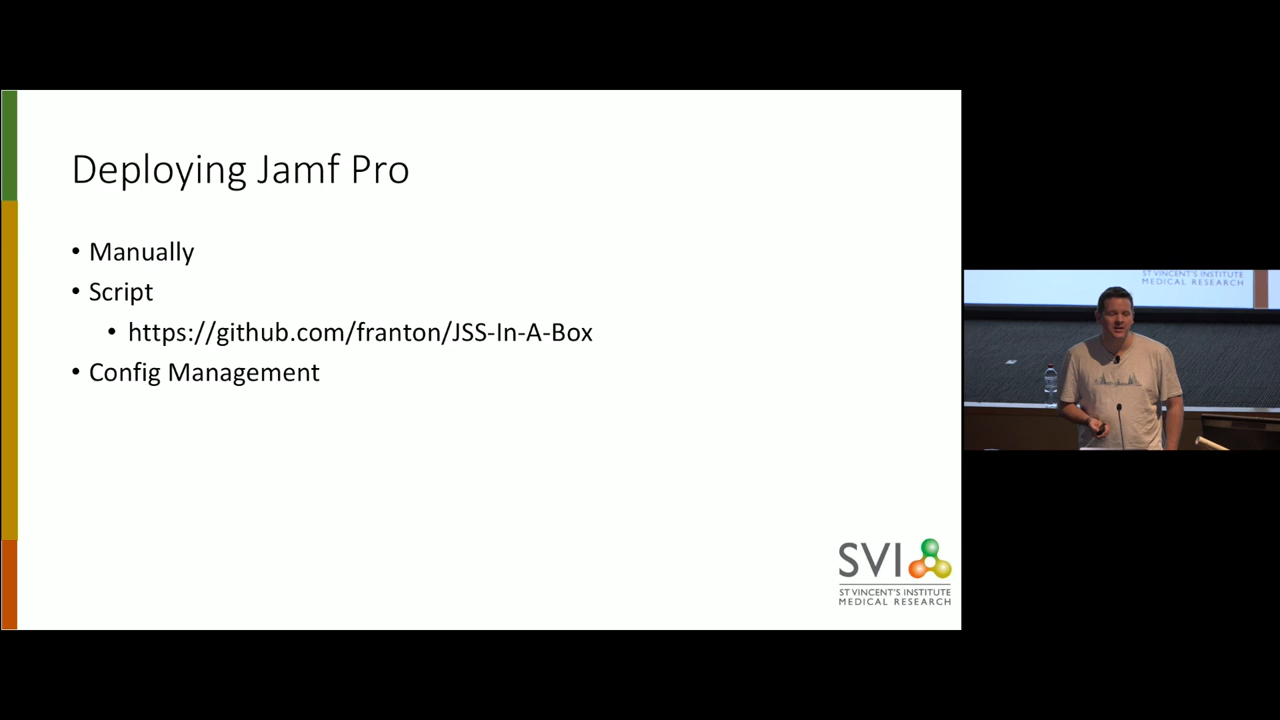 Deploying Jamf Pro
• Manually
• Script
• https://github.com/franton/JSS-In-A-Box
• Config Management
SVI
ST VINCENT'S INSTITUTE
MEDICAL RESEARCH
ST VINCENT'S INSTITUTE
MEDICAL RESEARCH